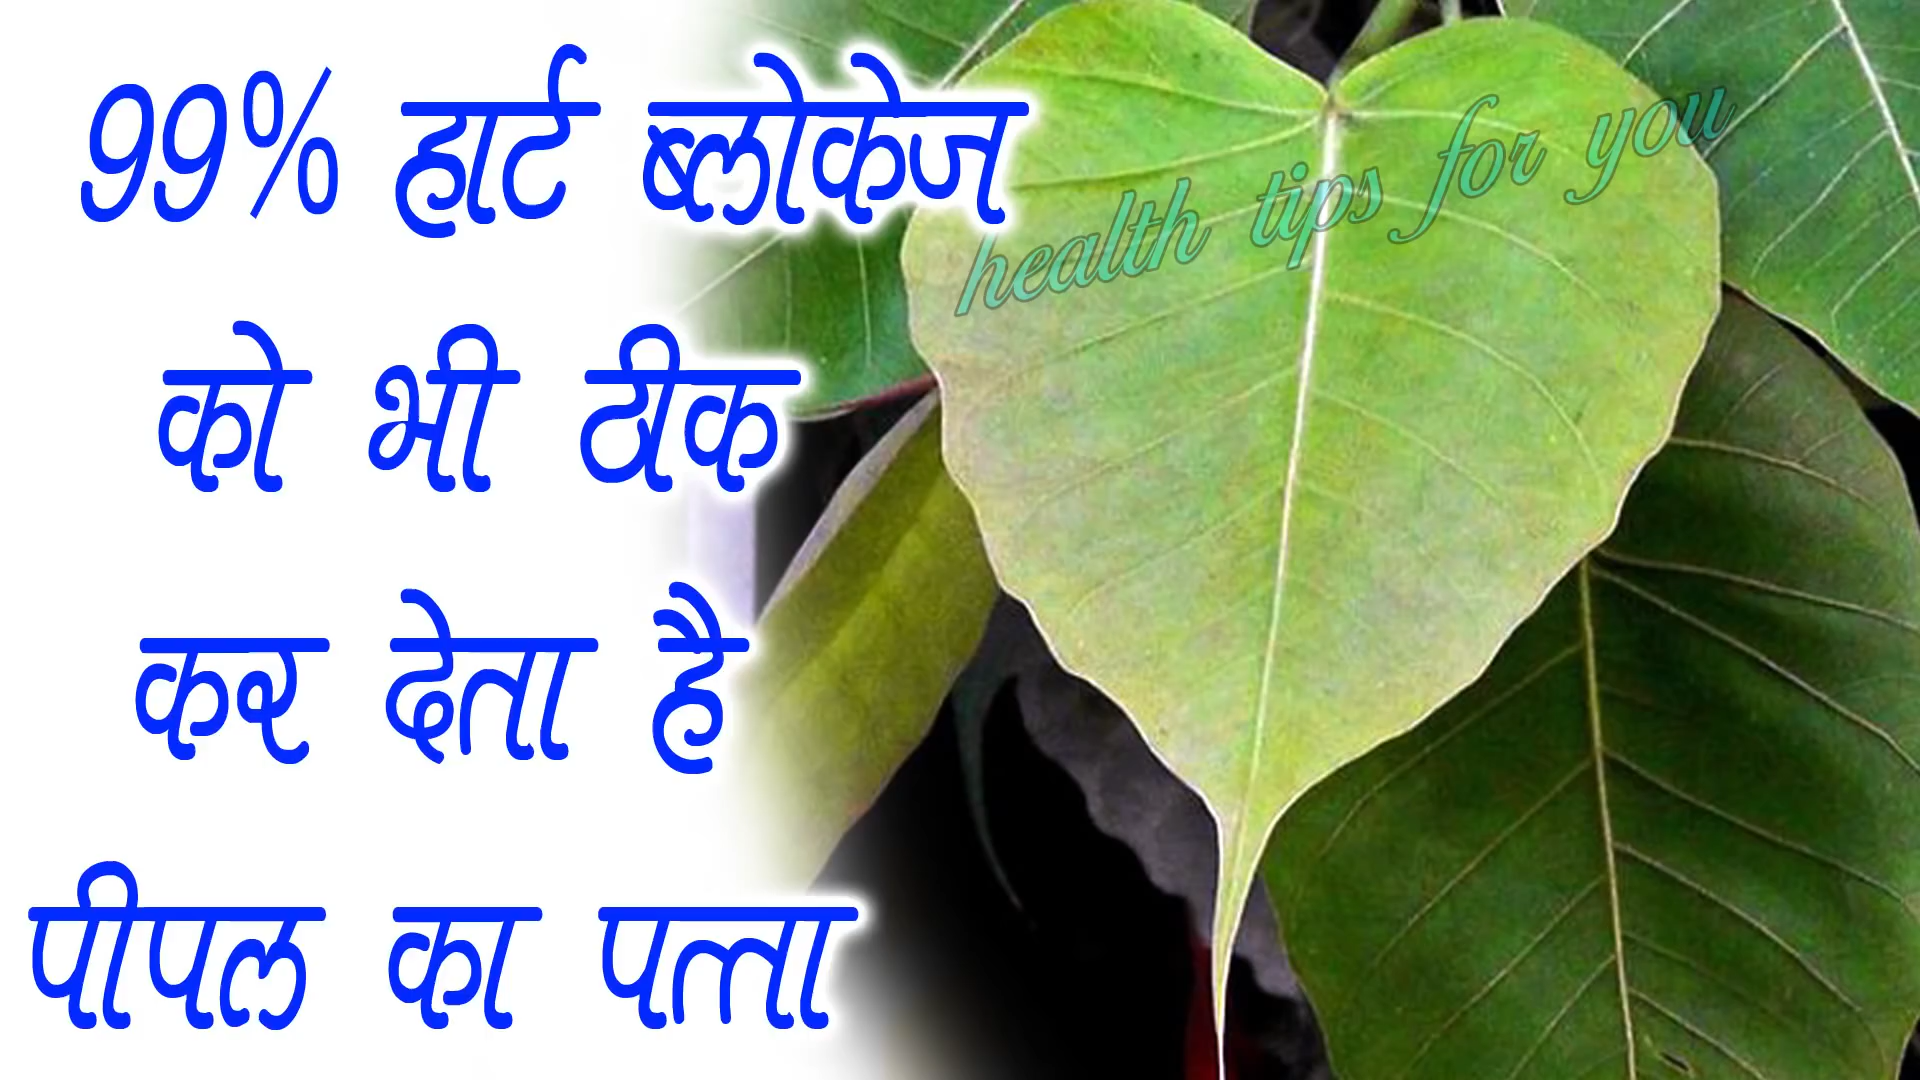 99% हार्ट ब्लोकेज
को भी ठीक
कर देता है
पीपल का पत्ता
health tips for you